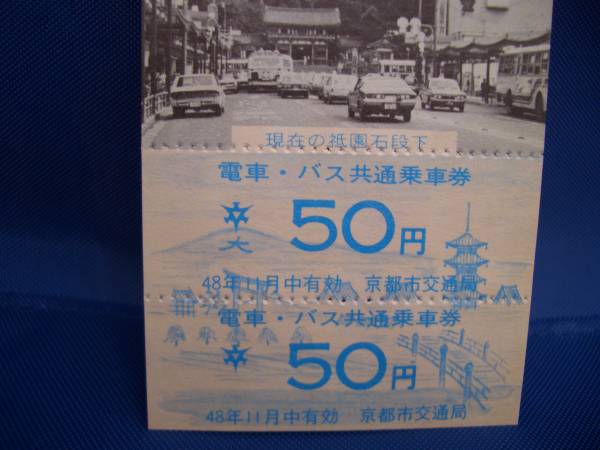 現在の祇園石段下
電車・バス共通乗車券
大 50円
48年11月中有効 京都市交通局
電車・バス共通乗車券
50円
48年11月中有効 京都市交通局